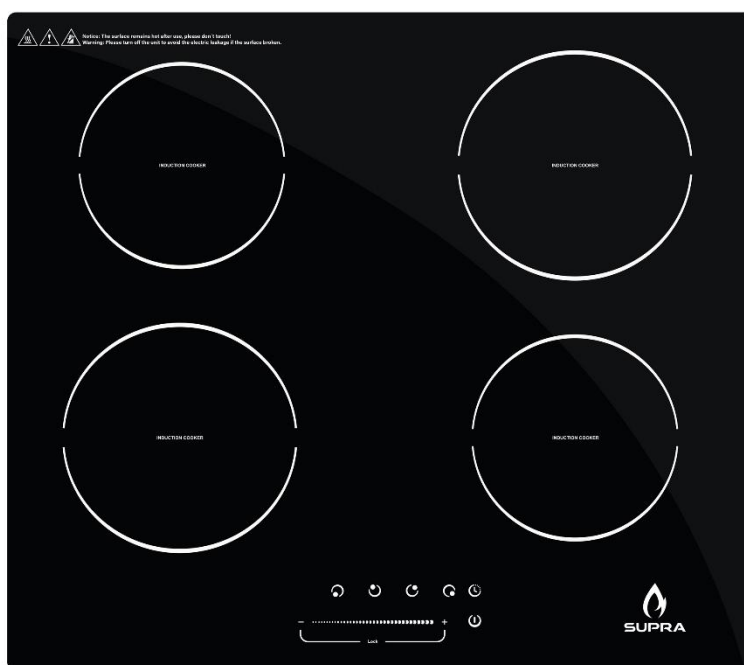 Notice: The surface remains hot after use, please don't touch!
Warning: Please turn off the unit to avoid the electric leakage if the surface broken.
INDUCTION COOKER
INDUCTION COOKER
INDUCTION COOKER
INDUCTION COOKER
− +
Lock
SUPRA